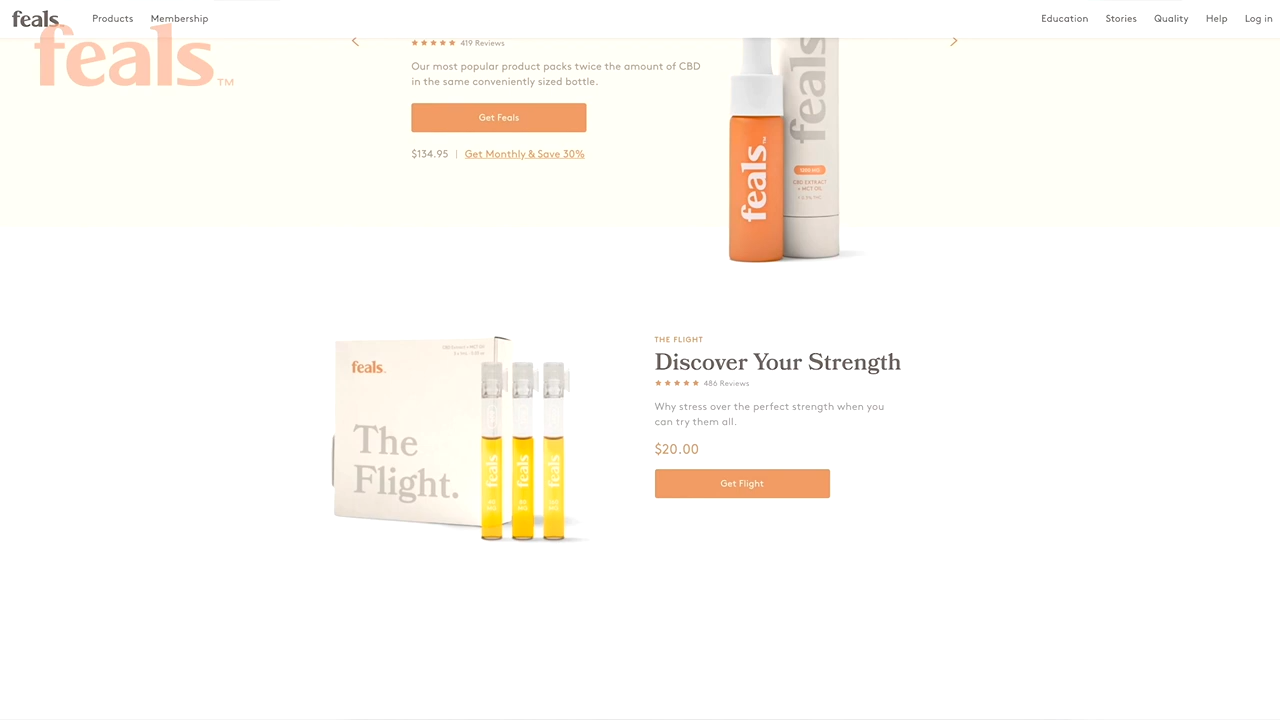 feals.
Products
Membership
Education
Stories
Quality
Help
Log in
feals™
419 Reviews
Our most popular product packs twice the amount of CBD
in the same conveniently sized bottle.
Get Feals
$134.95 | Get Monthly & Save 30%
feals™
feals
CBD EXTRACT
+ MCT OIL
feals.
The
Flight.
feals
feals
feals
THE FLIGHT
Discover Your Strength
486 Reviews
Why stress over the perfect strength when you
can try them all.
$20.00
Get Flight